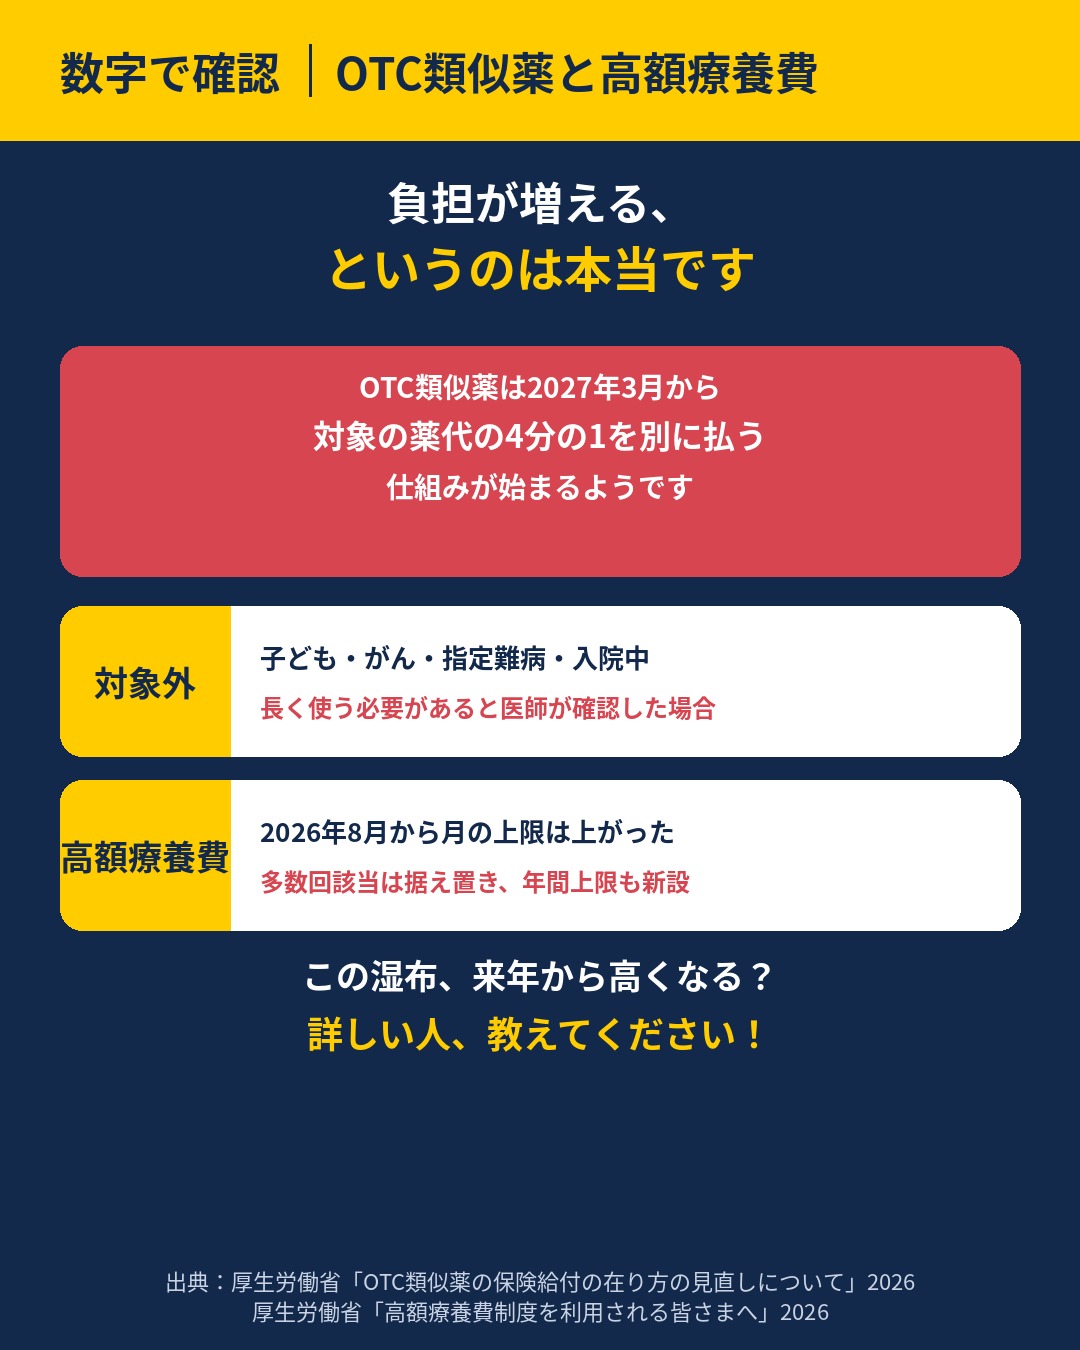 数字で確認｜OTC類似薬と高額療養費
負担が増える、
というのは本当です
OTC類似薬は2027年3月から
対象の薬代の4分の1を別に払う
仕組みが始まるようです
対象外
子ども・がん・指定難病・入院中
長く使う必要があると医師が確認した場合
高額療養費
2026年8月から月の上限は上がった
多数回該当は据え置き、年間上限も新設
この湿布、来年から高くなる？
詳しい人、教えてください！
出典：厚生労働省「OTC類似薬の保険給付の在り方の見直しについて」2026
厚生労働省「高額療養費制度を利用される皆さまへ」2026